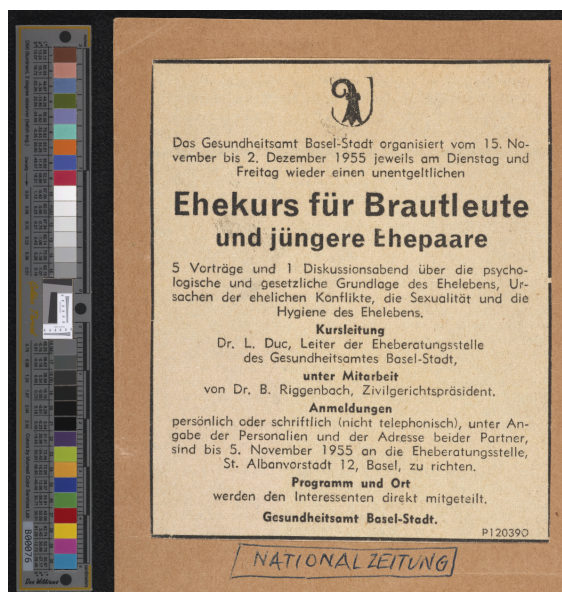 Das Gesundheitsamt Basel-Stadt organisiert vom 15. No-
vember bis 2. Dezember 1955 jeweils am Dienstag und
Freitag wieder einen unentgeltlichen
Ehekurs für Brautleute
und jüngere Ehepaare
5 Vorträge und 1 Diskussionsabend über die psycho-
logische und gesetzliche Grundlage des Ehelebens, Ur-
sachen der ehelichen Konflikte, die Sexualität und die
Hygiene des Ehelebens.
Kursleitung
Dr. L. Duc, Leiter der Eheberatungsstelle
des Gesundheitsamtes Basel-Stadt,
unter Mitarbeit
von Dr. B. Riggenbach, Zivilgerichtspräsident.
Anmeldungen
persönlich oder schriftlich (nicht telephonisch), unter An-
gabe der Personalien und der Adresse beider Partner,
sind bis 5. November 1955 an die Eheberatungsstelle,
St. Albanvorstadt 12, Basel, zu richten.
Programm und Ort
werden den Interessenten direkt mitgeteilt.
Gesundheitsamt Basel-Stadt.
P12039O
NATIONALZEITUNG
B000076